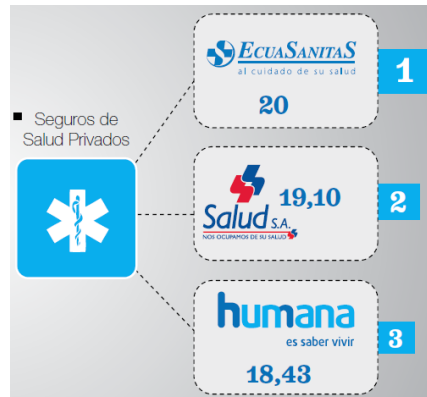 Seguros de
Salud Privados
ECUASANITAS
al cuidado de su salud
20
1
Salud S.A.
NOS OCUPAMOS DE SU SALUD
19,10
2
humana
es saber vivir
18,43
3